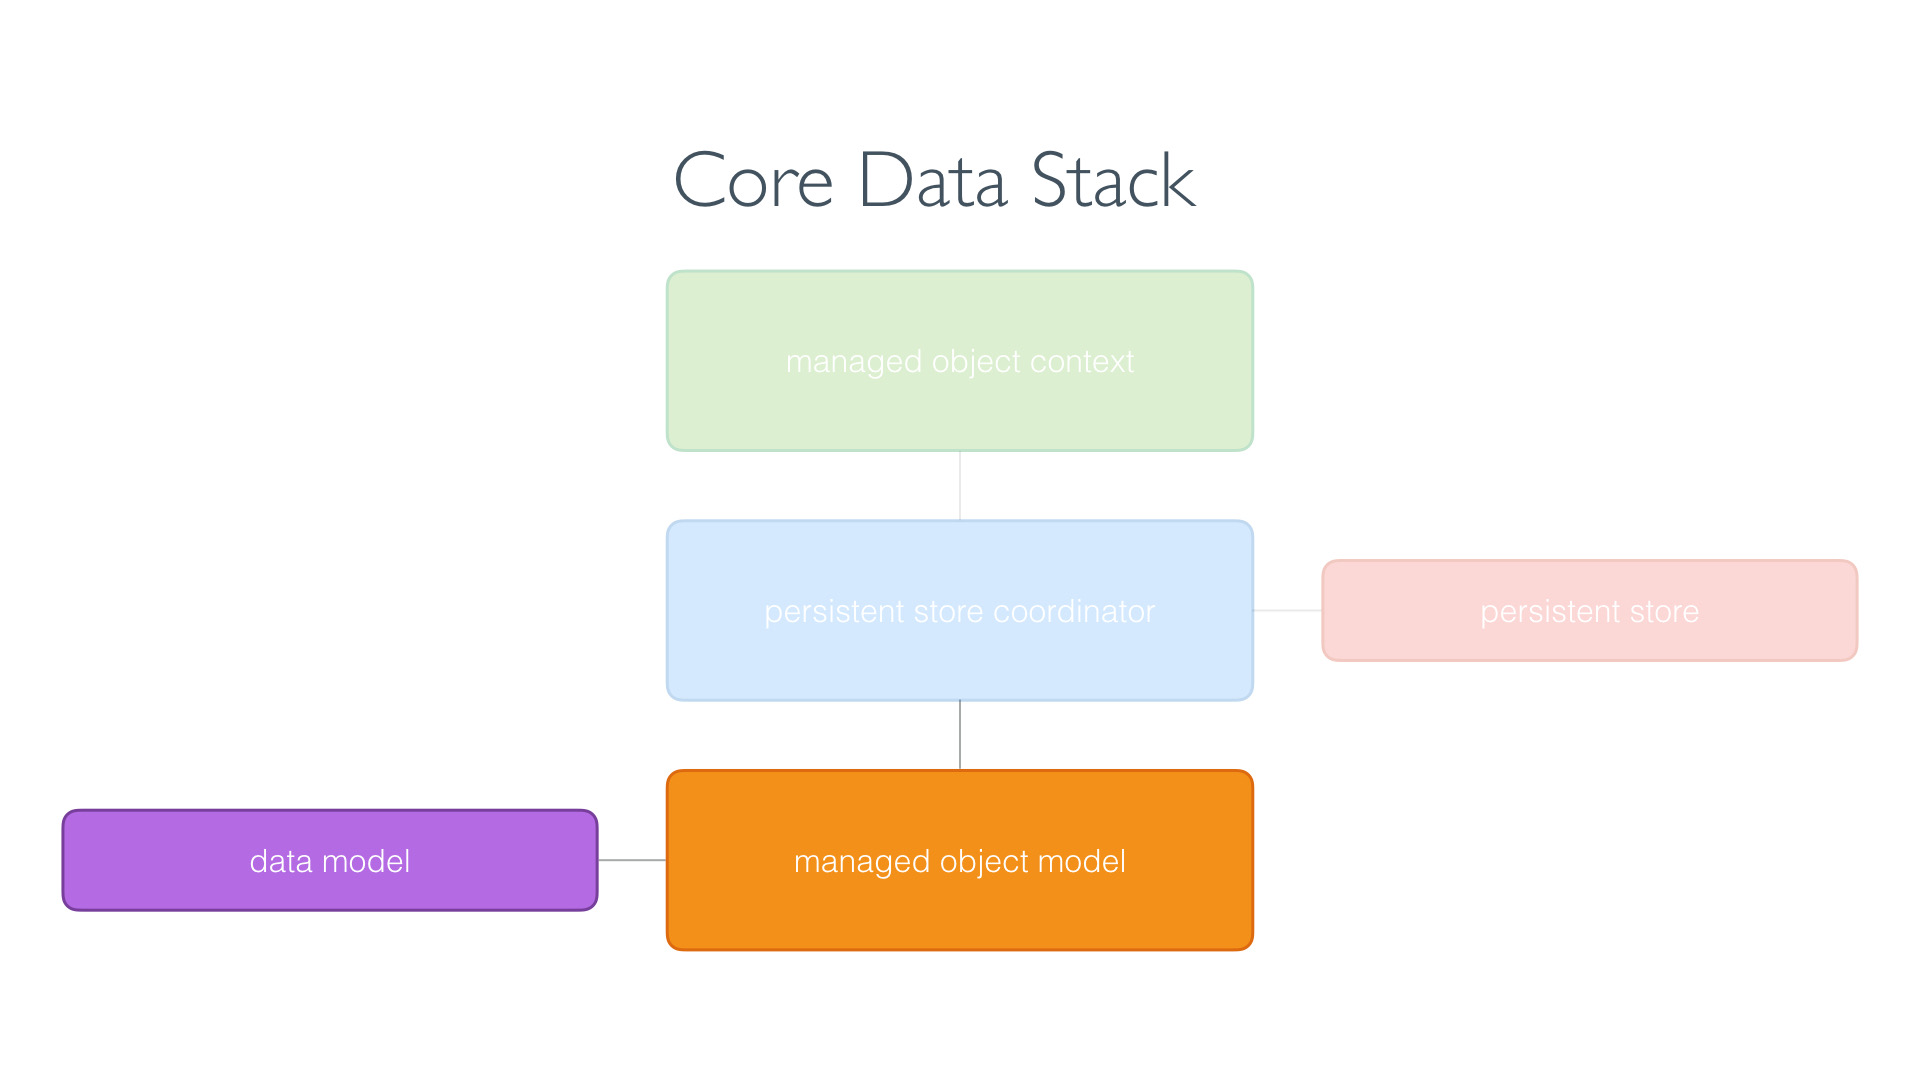 Core Data Stack
managed object context
persistent store coordinator
persistent store
data model
managed object model